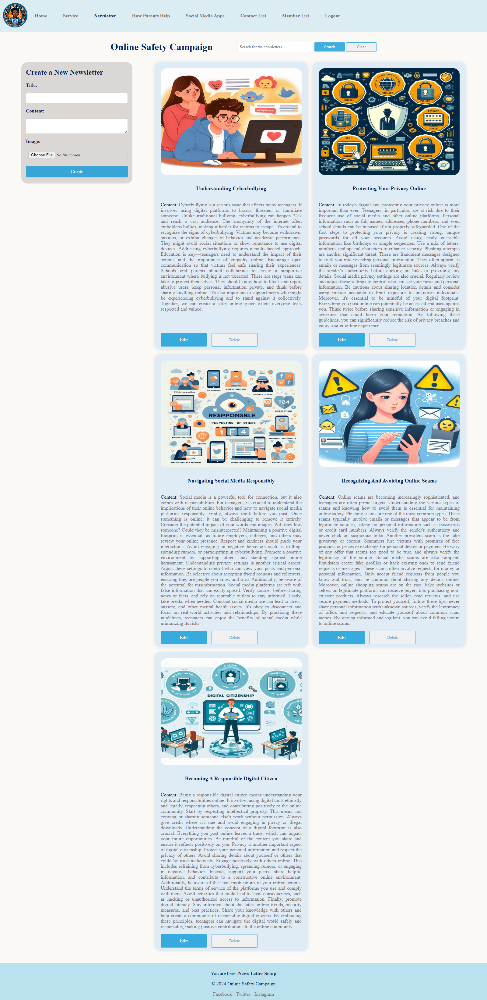 Home Service Newsletter How Parents Help Social Media Apps Contact List Member List Logout
Online Safety Campaign
Search for the newsletters Search Clear
Create a New Newsletter
Title:
Content:
Image:
Choose File No file chosen
Create
Understanding Cyberbullying
Content: Cyberbullying is a serious issue that affects many teenagers. It
involves using digital platforms to harass, threaten, or humiliate
someone. Unlike traditional bullying, cyberbullying can happen 24/7
and reach a vast audience. The anonymity of the internet often
emboldens bullies, making it harder for victims to escape. It's crucial to
recognize the signs of cyberbullying. Victims may become withdrawn,
anxious, or exhibit changes in behavior and academic performance.
They might avoid social situations or show reluctance to use digital
devices. Addressing cyberbullying requires a multi-faceted approach.
Education is key—teenagers need to understand the impact of their
actions and the importance of empathy online. Encourage open
communication so that victims feel safe sharing their experiences.
Schools and parents should collaborate to create a supportive
environment where bullying is not tolerated. There are steps teens can
take to protect themselves. They should know how to block and report
abusive users, keep personal information private, and think before
sharing anything online. It's also important to support peers who might
be experiencing cyberbullying and to stand against it collectively.
Together, we can create a safer online space where everyone feels
respected and valued.
Edit Delete
PRIVACK
PROCACY
PICIACY
SAFUES
PESSOCE
S BECR
SEME
SIAMOR
PASSWOND
Protecting Your Privacy Online
Content: In today's digital age, protecting your privacy online is more
important than ever. Teenagers, in particular, are at risk due to their
frequent use of social media and other online platforms. Personal
information such as full names, addresses, phone numbers, and even
school details can be misused if not properly safeguarded. One of the
first steps to protecting your privacy is creating strong, unique
passwords for all your accounts. Avoid using easily guessable
information like birthdays or simple sequences. Use a mix of letters,
numbers, and special characters to enhance security. Phishing attempts
are another significant threat. These are fraudulent messages designed
to trick you into revealing personal information. They often appear as
emails or messages from seemingly legitimate sources. Always verify
the sender's authenticity before clicking on links or providing any
details. Social media privacy settings are also crucial. Regularly review
and adjust these settings to control who can see your posts and personal
information. Be cautious about sharing location details and consider
using private accounts to limit exposure to unknown individuals.
Moreover, it's essential to be mindful of your digital footprint.
Everything you post online can potentially be accessed and used against
you. Think twice before sharing sensitive information or engaging in
activities that could harm your reputation. By following these
guidelines, you can significantly reduce the risk of privacy breaches and
enjoy a safer online experience.
Edit Delete
THINK YOU POSTING
TO POSTING
RESPECTING THNG
RESPECT OTHERS
TB4
RESPPONSBLE
RESPECTING OF OTIERS
1 F 4
SOPITE
UNDERSTAND NCY SETTINGS
UNDERSTANDO PRIVACY SETTINGS
PRIVACY SETTINGS
Navigating Social Media Responsibly
Content: Social media is a powerful tool for connection, but it also
comes with responsibilities. For teenagers, it's crucial to understand the
implications of their online behavior and how to navigate social media
platforms responsibly. Firstly, always think before you post. Once
something is online, it can be challenging to remove it entirely.
Consider the potential impact of your words and images. Will they hurt
someone? Could they be misinterpreted? Maintaining a positive digital
footprint is essential, as future employers, colleges, and others may
review your online presence. Respect and kindness should guide your
interactions. Avoid engaging in negative behaviors such as trolling,
spreading rumors, or participating in cyberbullying. Promote a positive
environment by supporting others and standing against online
harassment. Understanding privacy settings is another critical aspect.
Adjust these settings to control who can view your posts and personal
information. Be selective about accepting friend requests and followers,
ensuring they are people you know and trust. Additionally, be aware of
the potential for misinformation. Social media platforms are rife with
false information that can easily spread. Verify sources before sharing
news or facts, and rely on reputable outlets to stay informed. Lastly,
take breaks when needed. Constant social media use can lead to stress,
anxiety, and other mental health issues. It's okay to disconnect and
focus on real-world activities and relationships. By practicing these
guidelines, teenagers can enjoy the benefits of social media while
minimizing its risks.
Edit Delete
Recognizing And Avoiding Online Scams
Content: Online scams are becoming increasingly sophisticated, and
teenagers are often prime targets. Understanding the various types of
scams and knowing how to avoid them is essential for maintaining
online safety. Phishing scams are one of the most common types. These
scams typically involve emails or messages that appear to be from
legitimate sources, asking for personal information such as passwords
or credit card numbers. Always verify the sender's authenticity and
never click on suspicious links. Another prevalent scam is the fake
giveaway or contest. Scammers lure victims with promises of free
products or prizes in exchange for personal details or payment. Be wary
of any offer that seems too good to be true, and always verify the
legitimacy of the source. Social media scams are also rampant.
Fraudsters create fake profiles or hack existing ones to send friend
requests or messages. These scams often involve requests for money or
personal information. Only accept friend requests from people you
know and trust, and be cautious about sharing any details online.
Moreover, online shopping scams are on the rise. Fake websites or
sellers on legitimate platforms can deceive buyers into purchasing non-
existent products. Always research the seller, read reviews, and use
secure payment methods. To protect yourself, follow these tips: never
share personal information with unknown sources, verify the legitimacy
of offers and requests, and educate yourself about common scam
tactics. By staying informed and vigilant, you can avoid falling victim
to online scams.
Edit Delete
DIGITAL CITIZENSHIP
Becoming A Responsible Digital Citizen
Content: Being a responsible digital citizen means understanding your
rights and responsibilities online. It involves using digital tools ethically
and legally, respecting others, and contributing positively to the online
community. Start by respecting intellectual property. This means not
copying or sharing someone else's work without permission. Always
give credit where it's due and avoid engaging in piracy or illegal
downloads. Understanding the concept of a digital footprint is also
crucial. Everything you post online leaves a trace, which can impact
your future opportunities. Be mindful of the content you share and
ensure it reflects positively on you. Privacy is another important aspect
of digital citizenship. Protect your personal information and respect the
privacy of others. Avoid sharing details about yourself or others that
could be used maliciously. Engage positively with others online. This
includes refraining from cyberbullying, spreading rumors, or engaging
in negative behavior. Instead, support your peers, share helpful
information, and contribute to a constructive online environment.
Additionally, be aware of the legal implications of your online actions.
Understand the terms of service of the platforms you use and comply
with them. Avoid activities that could lead to legal consequences, such
as hacking or unauthorized access to information. Finally, promote
digital literacy. Stay informed about the latest online trends, security
measures, and best practices. Share your knowledge with others and
help create a community of responsible digital citizens. By embracing
these principles, teenagers can navigate the digital world safely and
responsibly, making positive contributions to the online community.
Edit Delete
You are here: News Letter Setup
© 2024 Online Safety Campaign
Facebook Twitter Instagram